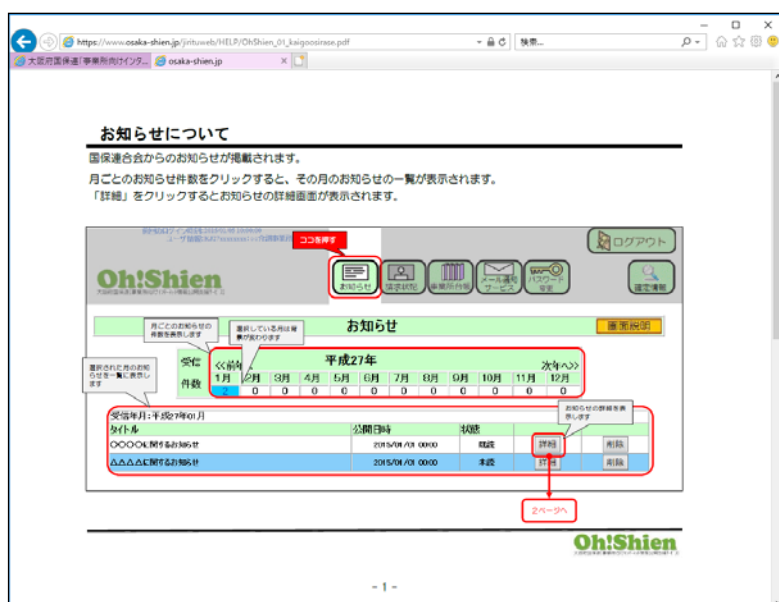 https://www.osaka-shien.jp/jirituweb/HELP/OhShien_01_kaigoosirase.pdf
検索...
大阪府国保連「事業所向けインタ...
osaka-shien.jp
お知らせについて
国保連合会からのお知らせが掲載されます。
月ごとのお知らせ件数をクリックすると、その月のお知らせの一覧が表示されます。
「詳細」をクリックするとお知らせの詳細画面が表示されます。
ココを押す
ログアウト
Oh!Shien
お知らせ
請求状況
事業所台帳
メール通知
サービス
パスワード
変更
確定情報
月ごとのお知らせの
件数を表示します
選択している月は背
景が変わります
お知らせ
画面説明
選択された月のお知
らせを一覧に表示し
ます
受信
件数
<<前年
平成27年
次年へ>>
1月 2月 3月 4月 5月 6月 7月 8月 9月 10月 11月 12月
2 0 0 0 0 0 0 0 0 0 0 0
お知らせの詳細を表
示します
受信年月:平成27年01月
タイトル 公開日時 状態
〇〇〇〇に関するお知らせ 2015/01/01 00:00 既読 詳細 削除
△△△△に関するお知らせ 2015/01/01 00:00 未読 詳細 削除
2ページへ
Oh!Shien
- 1 -